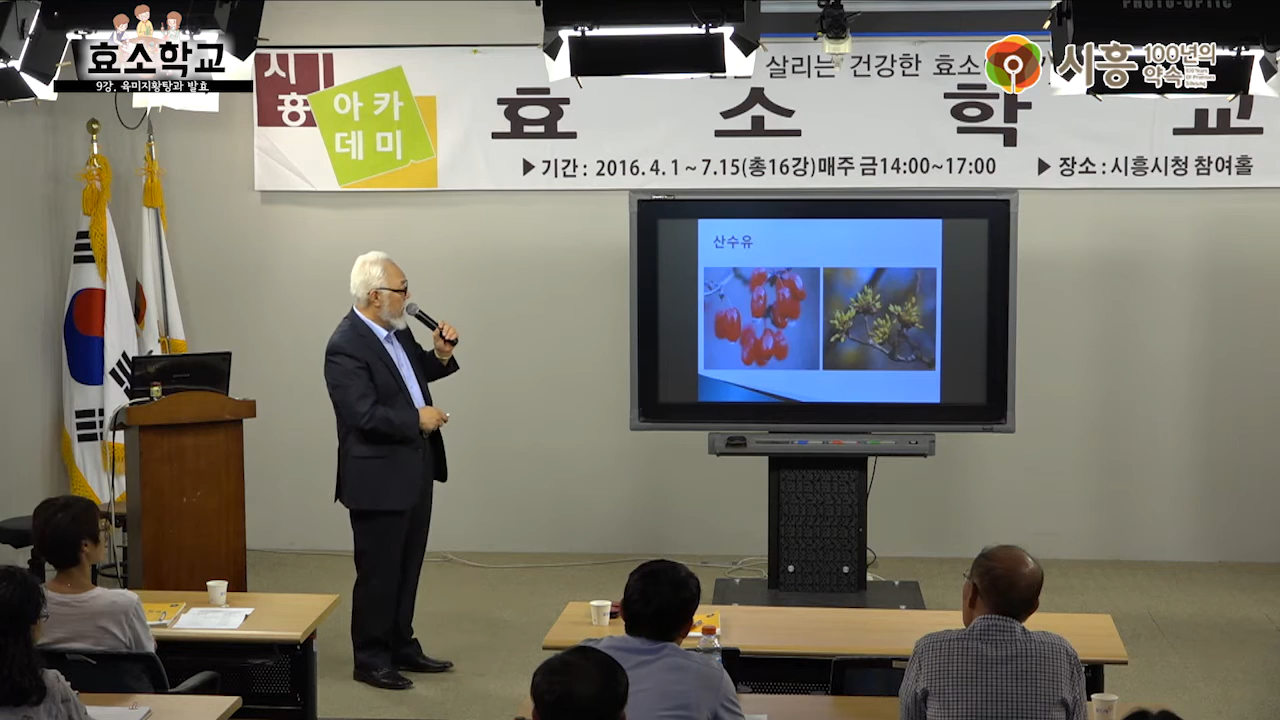 효소학교
9강. 육미지황탕과 발효
시흥
아카
데미
살리는 건강한 효소
효소학교
▶기간 : 2016. 4. 1 ~ 7.15(총16강) 매주 금14:00~17:00
▶장소 : 시흥시청 참여홀
시흥
100년의
약속
PHOTO-OPTIC
산수유